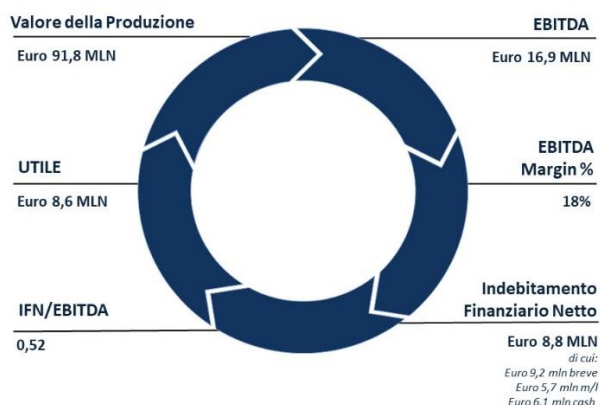 Valore della Produzione
Euro 91,8 MLN
EBITDA
Euro 16,9 MLN
UTILE
Euro 8,6 MLN
EBITDA
Margin %
18%
IFN/EBITDA
0,52
Indebitamento
Finanziario Netto
Euro 8,8 MLN
di cui:
Euro 9,2 mln breve
Euro 5,7 mln m/l
Euro 6,1 mln cash